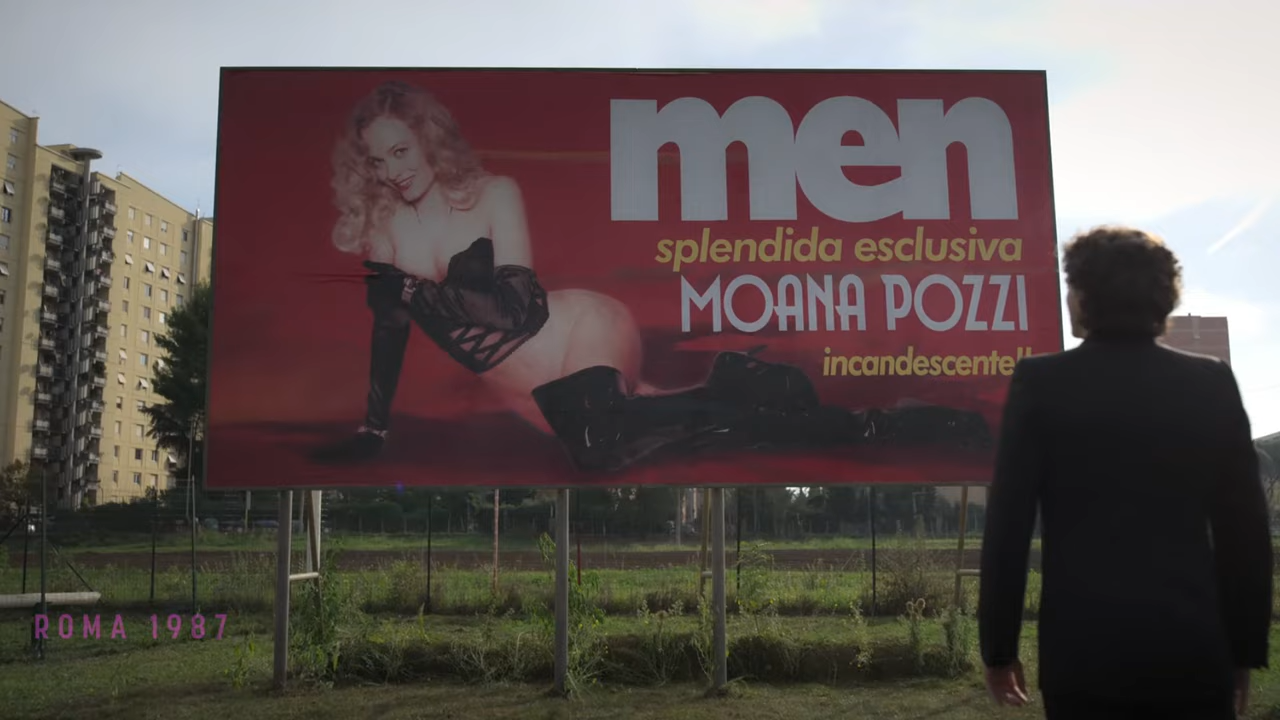 men
splendida esclusiva
MOANA POZZI
incandescente!!
ROMA 1987